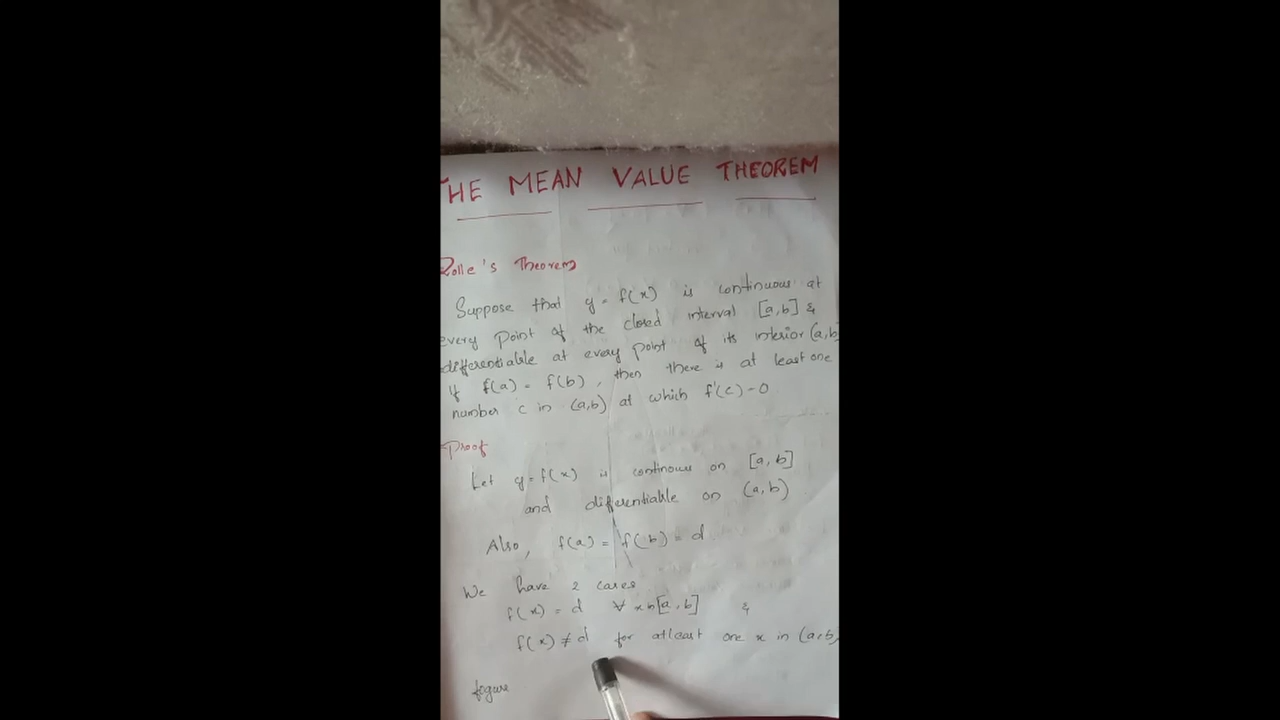 THE MEAN VALUE THEOREM
Rolle's Theorem
Suppose that y = f(x) is continuous at
every point of the closed interval [a,b] &
differentiable at every point of its interior (a,b)
If f(a) = f(b), then there is at least one
number c in (a,b) at which f'(c) = 0
Proof
Let y = f(x) is continous on [a, b]
and differentiable on (a, b)
Also, f(a) = f(b) = d.
We have 2 cases
f(x) = d ∀ x in [a, b] &
f(x) ≠ d for atleast one x in (a,b)
figure